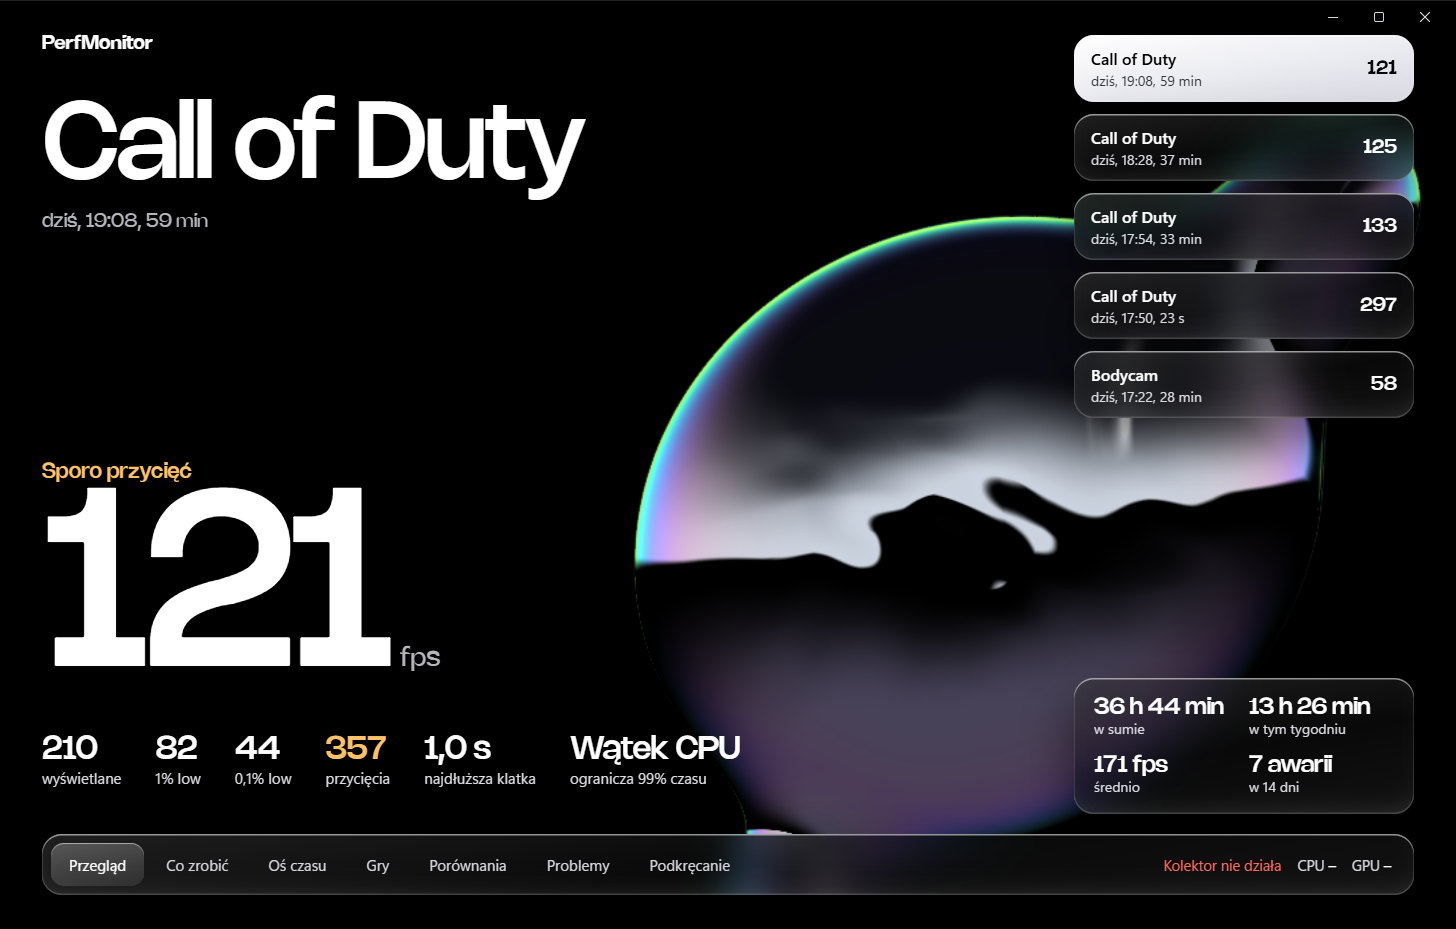 PerfMonitor
Call of Duty
dziś, 19:08, 59 min
Sporo przycięć
121 fps
210
wyświetlane
82
1% low
44
0,1% low
357
przycięcia
1,0 s
najdłuższa klatka
Wątek CPU
ogranicza 99% czasu
Call of Duty
dziś, 19:08, 59 min
121
Call of Duty
dziś, 18:28, 37 min
125
Call of Duty
dziś, 17:54, 33 min
133
Call of Duty
dziś, 17:50, 23 s
297
Bodycam
dziś, 17:22, 28 min
58
36 h 44 min
w sumie
13 h 26 min
w tym tygodniu
171 fps
średnio
7 awarii
w 14 dni
Przegląd
Co zrobić
Oś czasu
Gry
Porównania
Problemy
Podkręcanie
Kolektor nie działa
CPU –
GPU –